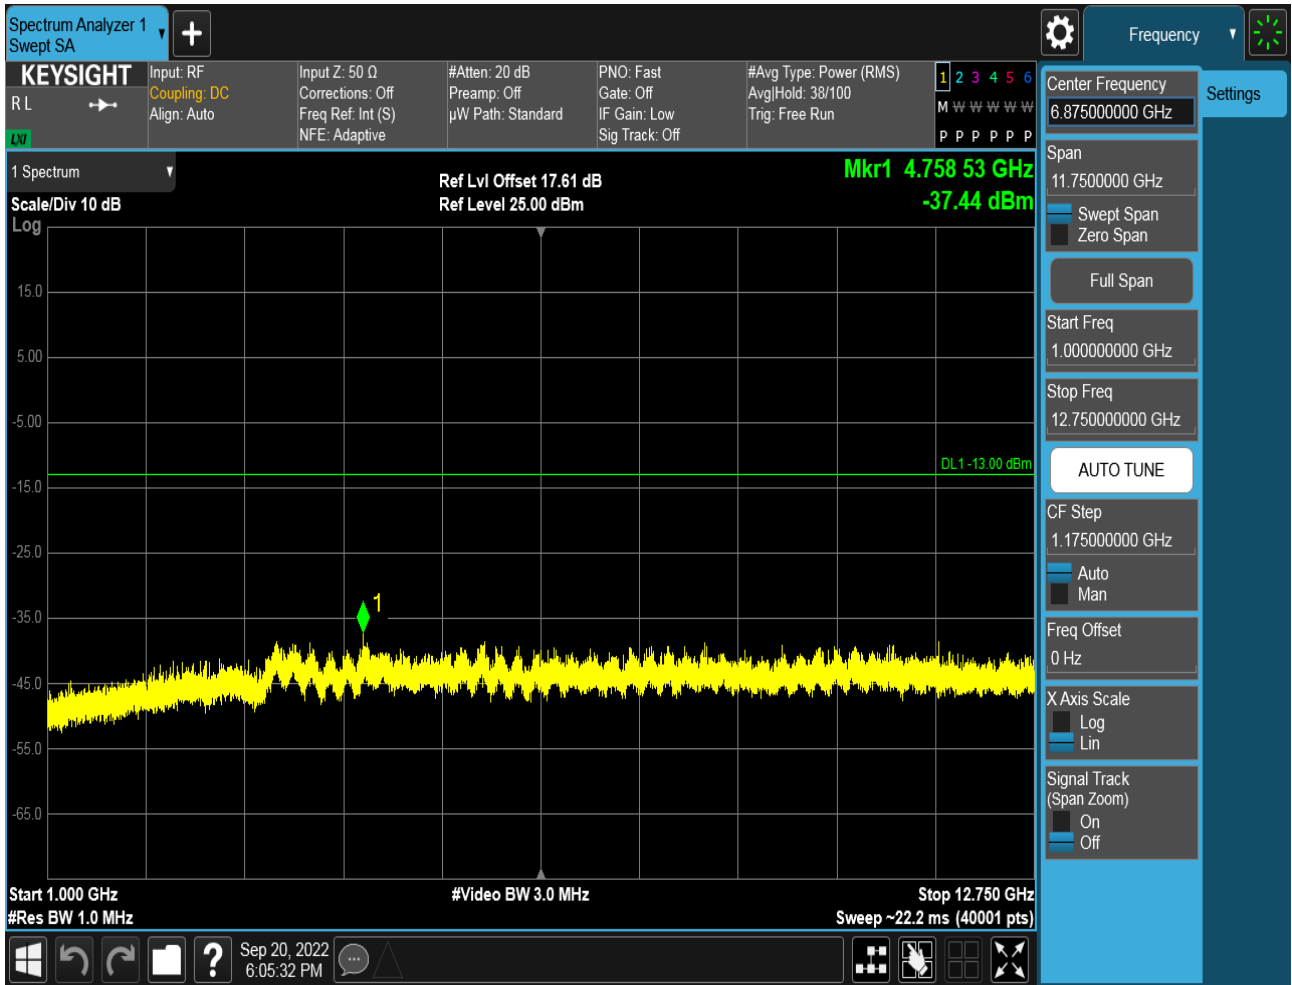 Spectrum Analyzer 1
Swept SA
Frequency
KEYSIGHT
R L
LXI
Input: RF
Coupling: DC
Align: Auto
Input Z: 50 Ω
Corrections: Off
Freq Ref: Int (S)
NFE: Adaptive
#Atten: 20 dB
Preamp: Off
µW Path: Standard
PNO: Fast
Gate: Off
IF Gain: Low
Sig Track: Off
#Avg Type: Power (RMS)
Avg|Hold: 38/100
Trig: Free Run
1 2 3 4 5 6
M W W W W W
P P P P P P
1 Spectrum
Scale/Div 10 dB
Log
Ref Lvl Offset 17.61 dB
Ref Level 25.00 dBm
Mkr1 4.758 53 GHz
-37.44 dBm
15.0
5.00
-5.00
DL1 -13.00 dBm
-15.0
-25.0
1
-35.0
-45.0
-55.0
-65.0
Start 1.000 GHz
#Res BW 1.0 MHz
#Video BW 3.0 MHz
Stop 12.750 GHz
Sweep ~22.2 ms (40001 pts)
Center Frequency
6.875000000 GHz
Settings
Span
11.7500000 GHz
Swept Span
Zero Span
Full Span
Start Freq
1.000000000 GHz
Stop Freq
12.750000000 GHz
AUTO TUNE
CF Step
1.175000000 GHz
Auto
Man
Freq Offset
0 Hz
X Axis Scale
Log
Lin
Signal Track
(Span Zoom)
On
Off
?
Sep 20, 2022
6:05:32 PM